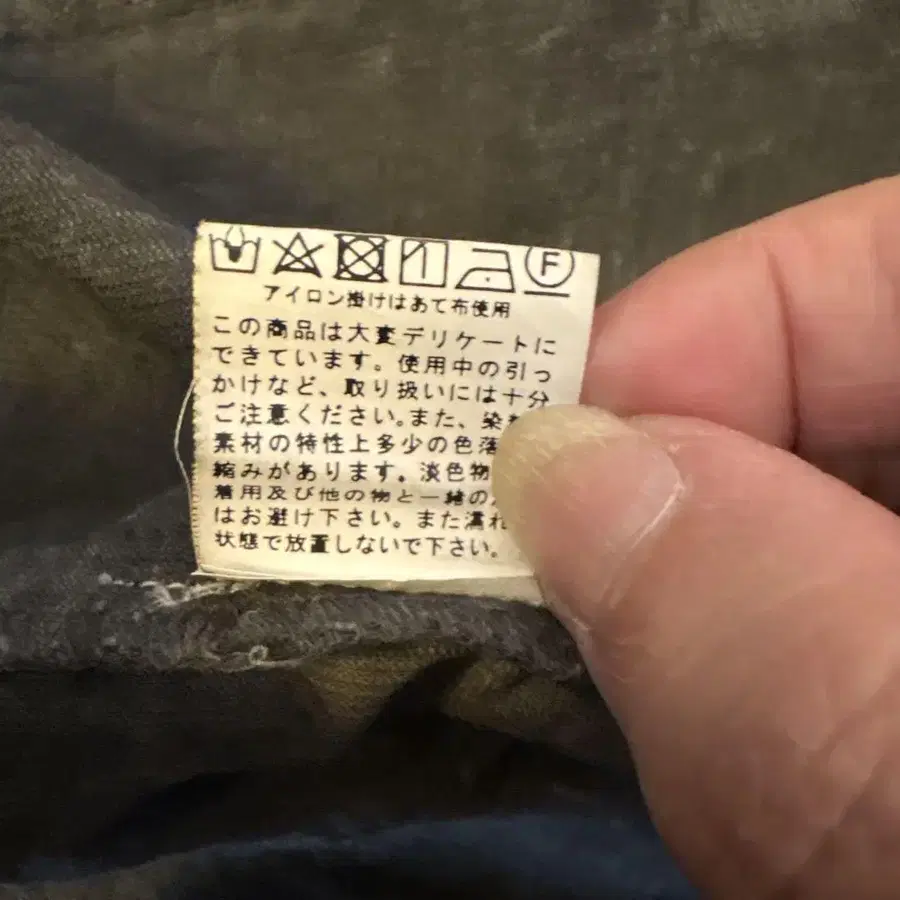 F
アイロン掛けはあて布使用
この商品は大変デリケートに
できています。使用中の引っ
かけなど、取り扱いには十分
ご注意ください。また、染
素材の特性上多少の色落
縮みがあります。淡色物
着用及び他の物と一緒の
はお避け下さい。また濡れ
状態で放置しないで下さい。